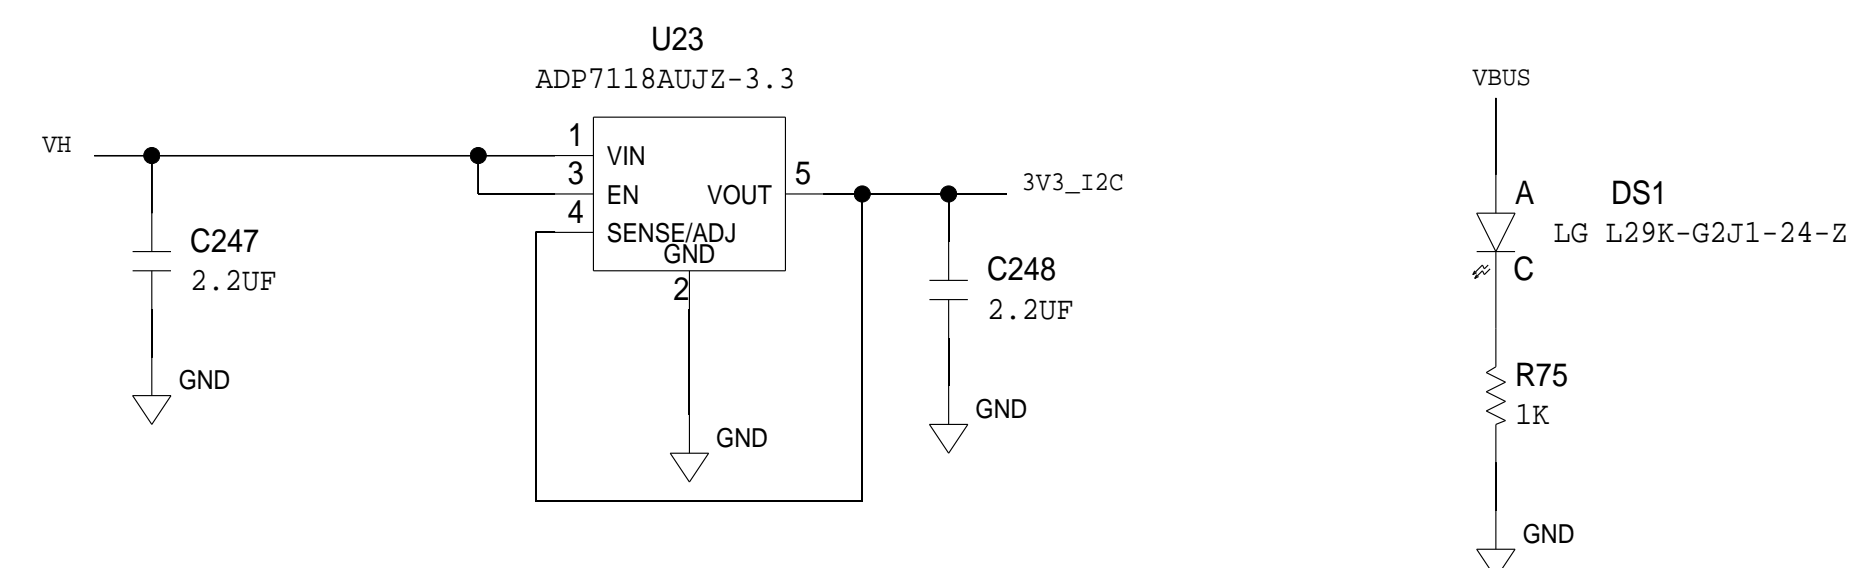 U23
ADP7118AUJZ-3.3
VH
1
VIN
3
EN
4
SENSE/ADJ
GND
2
VOUT
5
3V3_I2C
C247
2.2UF
GND
GND
C248
2.2UF
GND
VBUS
A
DS1
LG L29K-G2J1-24-Z
C
R75
1K
GND